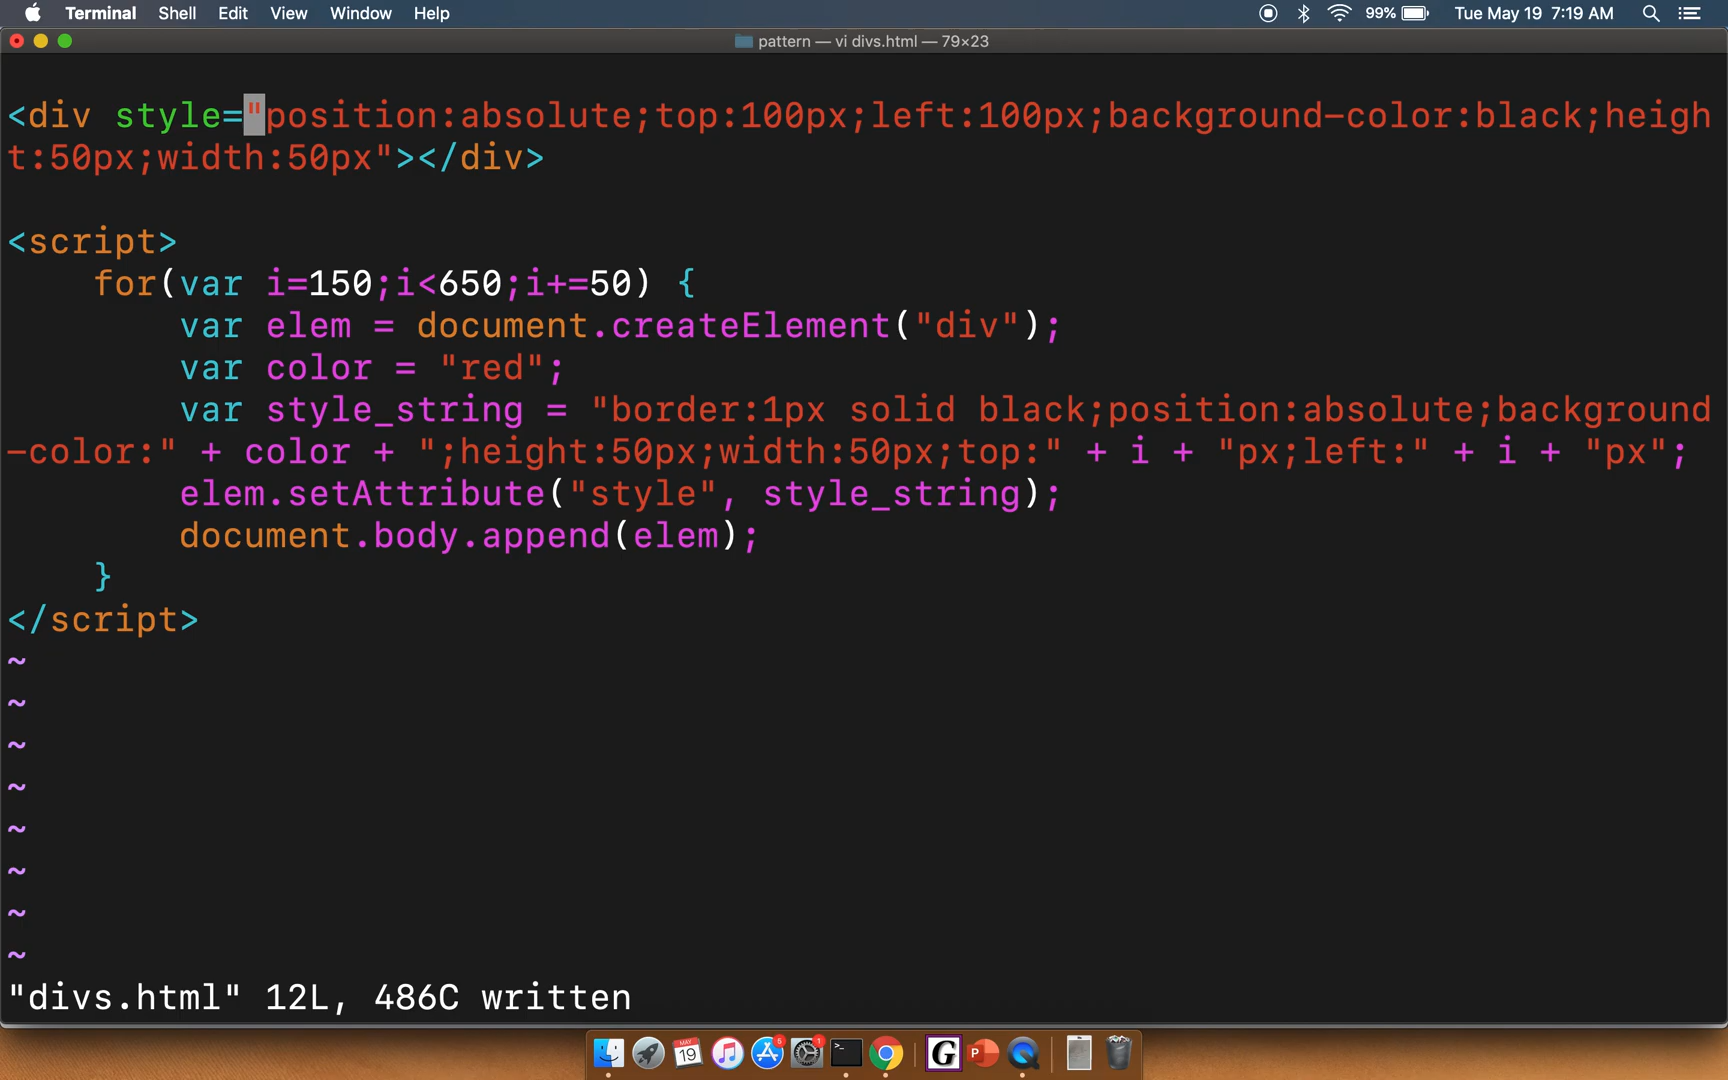 Terminal Shell Edit View Window Help 99% Tue May 19 7:19 AM
pattern — vi divs.html — 79×23
<div style="position:absolute;top:100px;left:100px;background-color:black;heigh
t:50px;width:50px"></div>
<script>
    for(var i=150;i<650;i+=50) {
        var elem = document.createElement("div");
        var color = "red";
        var style_string = "border:1px solid black;position:absolute;background
-color:" + color + ";height:50px;width:50px;top:" + i + "px;left:" + i + "px";
        elem.setAttribute("style", style_string);
        document.body.append(elem);
    }
</script>
~
~
~
~
~
~
~
~
"divs.html" 12L, 486C written
MAY 19 5 1 >_ G P